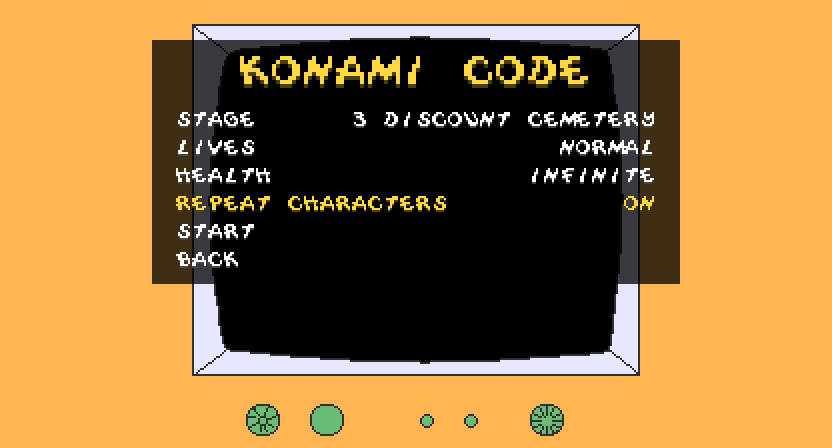 KONAMI CODE
STAGE 3 DISCOUNT CEMETERY
LIVES NORMAL
HEALTH INFINITE
REPEAT CHARACTERS ON
START
BACK